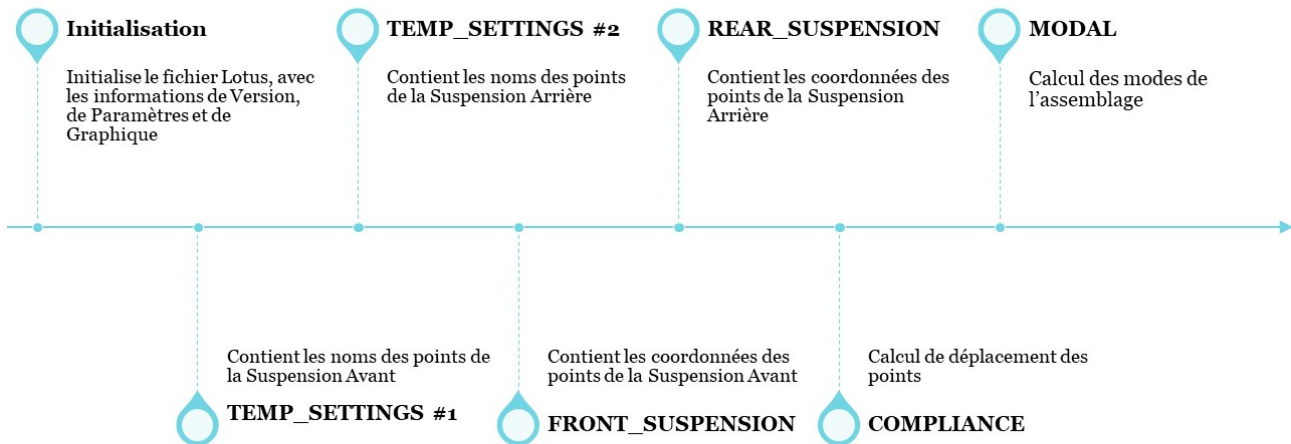 Initialisation
Initialise le fichier Lotus, avec
les informations de Version,
de Paramètres et de
Graphique
TEMP_SETTINGS #2
Contient les noms des points
de la Suspension Arrière
REAR_SUSPENSION
Contient les coordonnées des
points de la Suspension
Arrière
MODAL
Calcul des modes de
l'assemblage
Contient les noms des points de
la Suspension Avant
TEMP_SETTINGS #1
Contient les coordonnées des
points de la Suspension Avant
FRONT_SUSPENSION
Calcul de déplacement des
points
COMPLIANCE